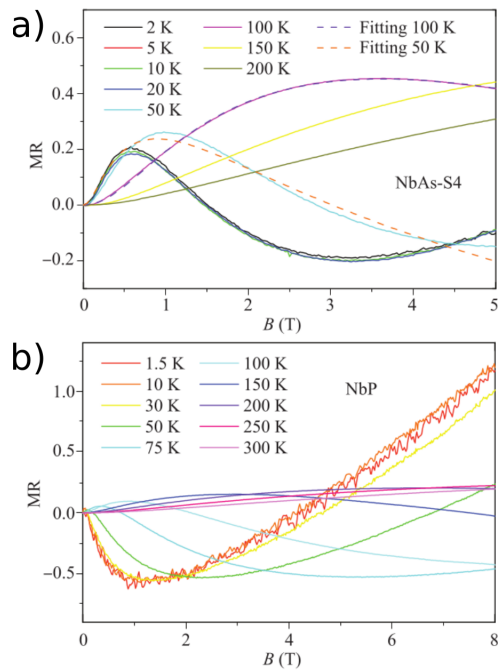 a)
0.6
0.4
0.2
0.0
−0.2
MR
2 K
5 K
10 K
20 K
50 K
100 K
150 K
200 K
Fitting 100 K
Fitting 50 K
NbAs-S4
0 1 2 3 4 5
B (T)
b)
1.0
0.5
0.0
−0.5
MR
1.5 K
10 K
30 K
50 K
75 K
100 K
150 K
200 K
250 K
300 K
NbP
0 2 4 6 8
B (T)